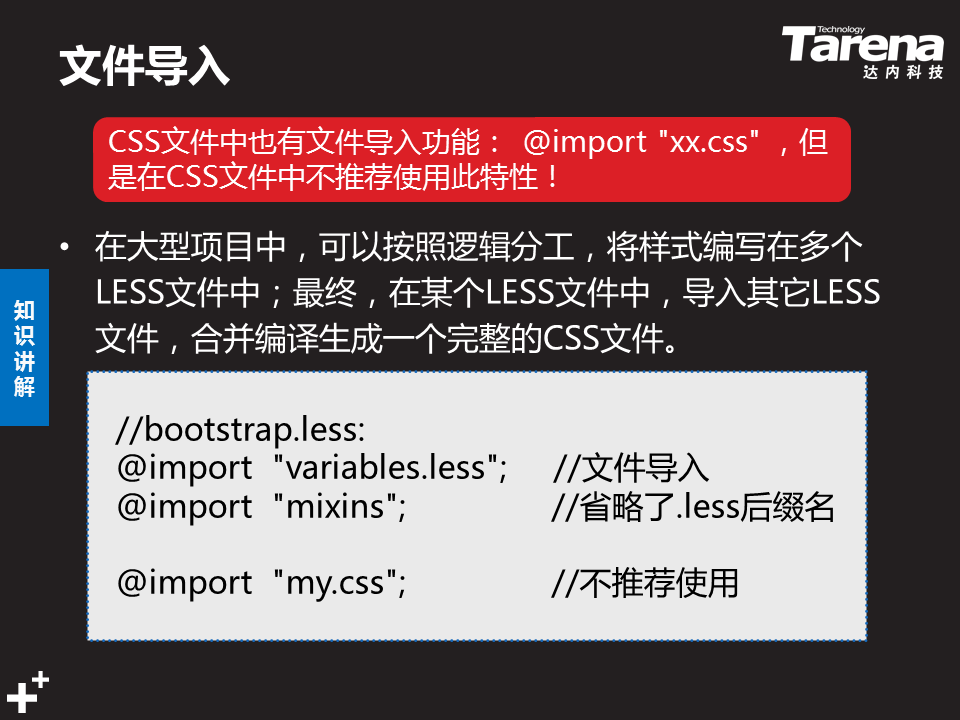 文件导入
Technology
Tarena
达内科技
CSS文件中也有文件导入功能： @import "xx.css" ，但
是在CSS文件中不推荐使用此特性！
• 在大型项目中，可以按照逻辑分工，将样式编写在多个
LESS文件中；最终，在某个LESS文件中，导入其它LESS
文件，合并编译生成一个完整的CSS文件。
知识讲解
//bootstrap.less:
@import "variables.less"; //文件导入
@import "mixins"; //省略了.less后缀名
@import "my.css"; //不推荐使用